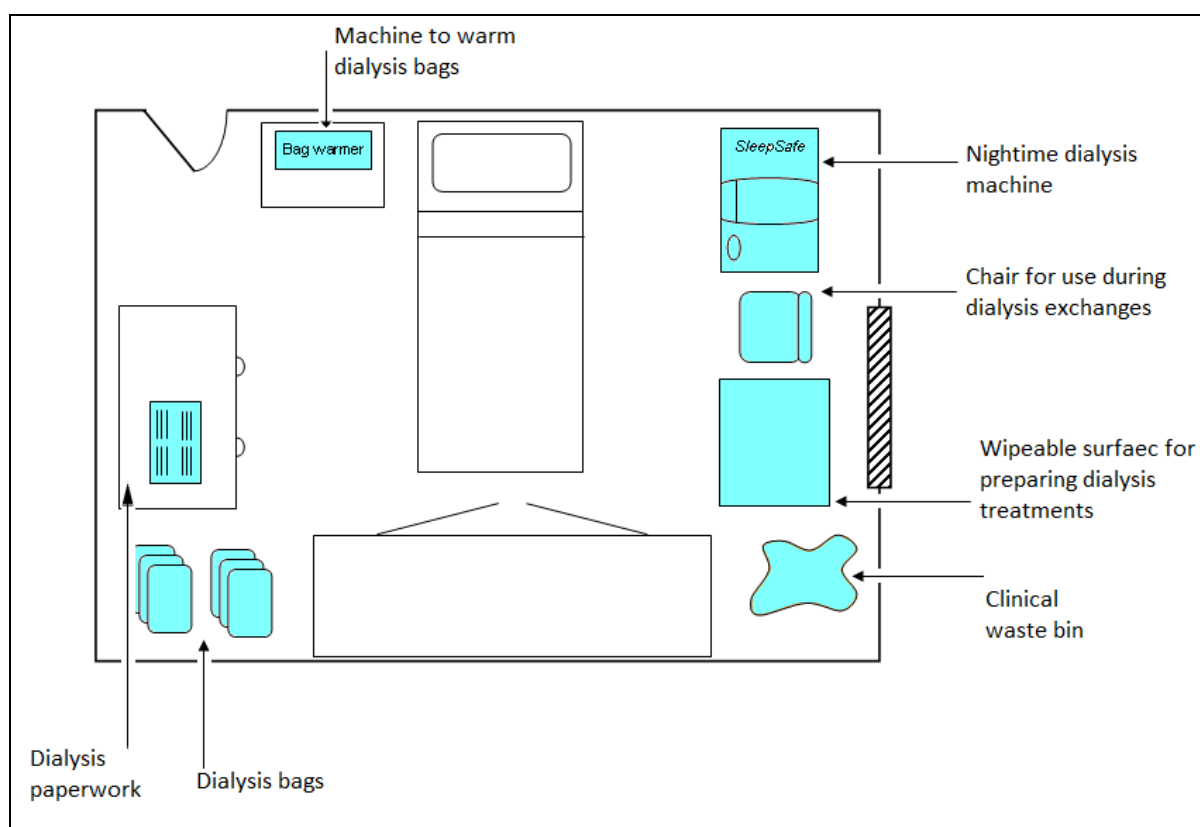 Machine to warm
dialysis bags
Bag warmer
SleepSafe
Nightime dialysis
machine
Chair for use during
dialysis exchanges
Wipeable surfaec for
preparing dialysis
treatments
Clinical
waste bin
Dialysis
paperwork
Dialysis bags